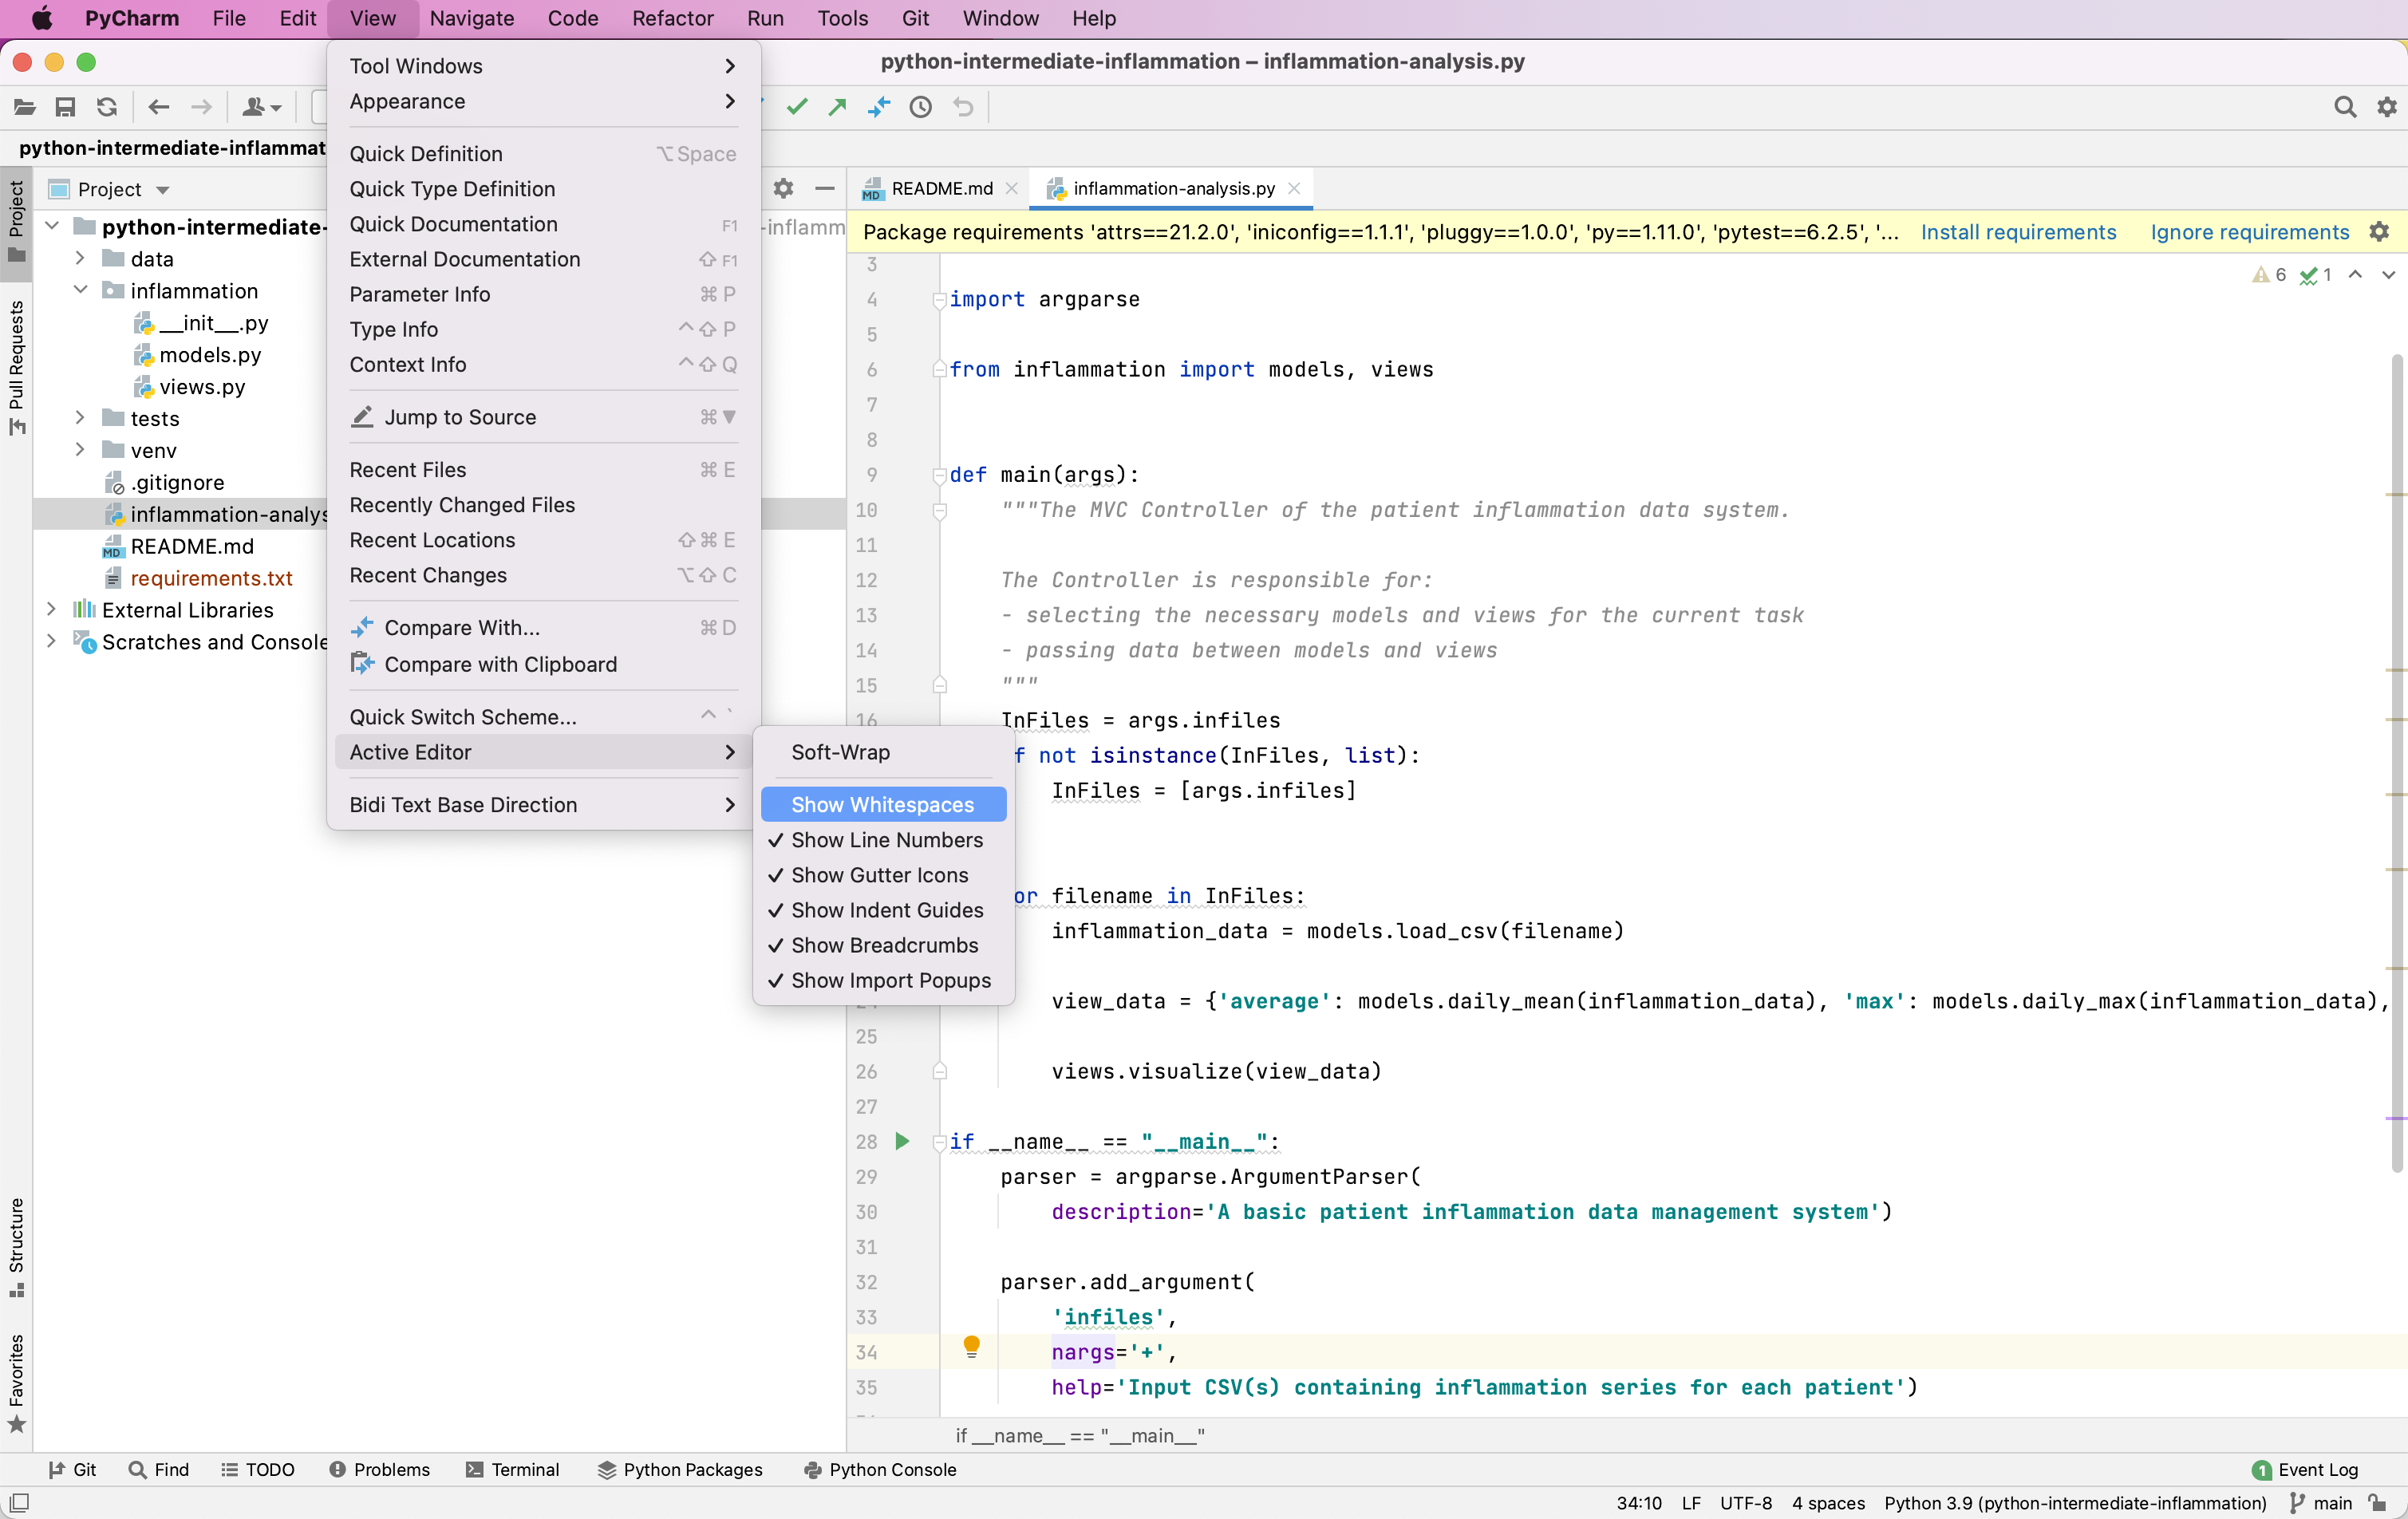 PyCharm File Edit View Navigate Code Refactor Run Tools Git Window Help
python-intermediate-inflammation – inflammation-analysis.py
python-intermediate-inflammat
Project
Pull Requests
Structure
Favorites
Project
python-intermediate- -inflamm
data
inflammation
__init__.py
models.py
views.py
tests
venv
.gitignore
inflammation-analys
README.md
requirements.txt
External Libraries
Scratches and Console
Tool Windows
Appearance
Quick Definition ⌥Space
Quick Type Definition
Quick Documentation F1
External Documentation ⇧F1
Parameter Info ⌘P
Type Info ^⇧P
Context Info ^⇧Q
Jump to Source ⌘▼
Recent Files ⌘E
Recently Changed Files
Recent Locations ⇧⌘E
Recent Changes ⌥⇧C
Compare With... ⌘D
Compare with Clipboard
Quick Switch Scheme... ^`
Active Editor
Bidi Text Base Direction
Soft-Wrap
Show Whitespaces
✓ Show Line Numbers
✓ Show Gutter Icons
✓ Show Indent Guides
✓ Show Breadcrumbs
✓ Show Import Popups
README.md inflammation-analysis.py
Package requirements 'attrs==21.2.0', 'iniconfig==1.1.1', 'pluggy==1.0.0', 'py==1.11.0', 'pytest==6.2.5', '... Install requirements Ignore requirements
6 1
3
4 import argparse
5
6 from inflammation import models, views
7
8
9 def main(args):
10 """The MVC Controller of the patient inflammation data system.
11
12 The Controller is responsible for:
13 - selecting the necessary models and views for the current task
14 - passing data between models and views
15 """
16 InFiles = args.infiles
f not isinstance(InFiles, list):
InFiles = [args.infiles]
or filename in InFiles:
inflammation_data = models.load_csv(filename)
24 view_data = {'average': models.daily_mean(inflammation_data), 'max': models.daily_max(inflammation_data),
25
26 views.visualize(view_data)
27
28 if __name__ == "__main__":
29 parser = argparse.ArgumentParser(
30 description='A basic patient inflammation data management system')
31
32 parser.add_argument(
33 'infiles',
34 nargs='+',
35 help='Input CSV(s) containing inflammation series for each patient')
if __name__ == "__main__"
Git Find TODO Problems Terminal Python Packages Python Console 1 Event Log
34:10 LF UTF-8 4 spaces Python 3.9 (python-intermediate-inflammation) main